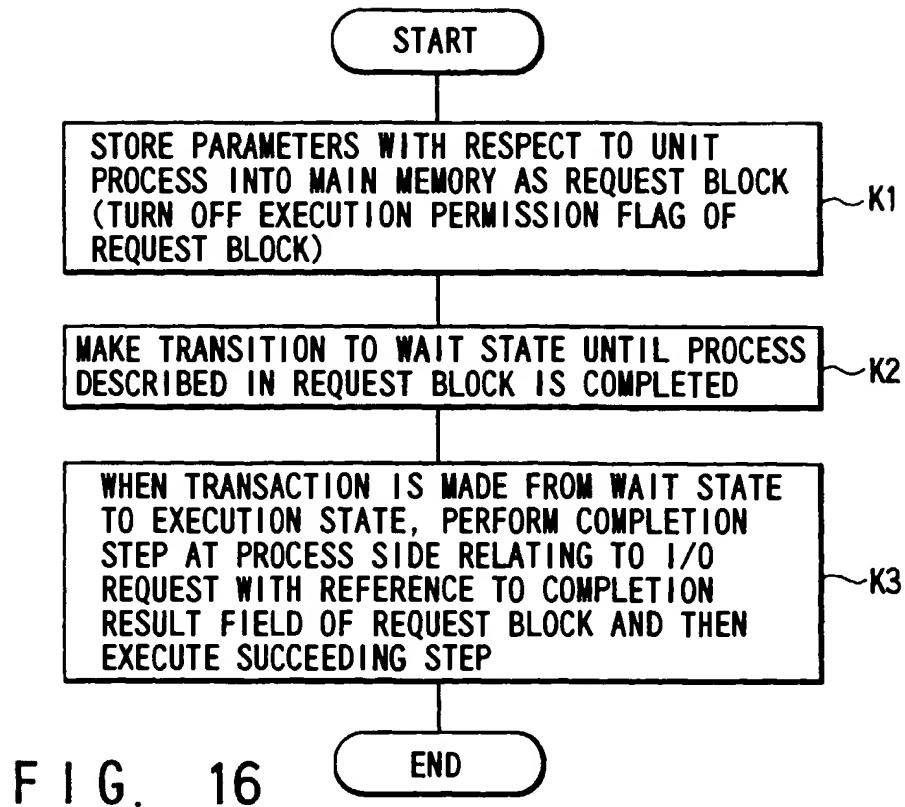 START
STORE PARAMETERS WITH RESPECT TO UNIT
PROCESS INTO MAIN MEMORY AS REQUEST BLOCK
(TURN OFF EXECUTION PERMISSION FLAG OF
REQUEST BLOCK)
K1
MAKE TRANSITION TO WAIT STATE UNTIL PROCESS
DESCRIBED IN REQUEST BLOCK IS COMPLETED
K2
WHEN TRANSACTION IS MADE FROM WAIT STATE
TO EXECUTION STATE, PERFORM COMPLETION
STEP AT PROCESS SIDE RELATING TO I/O
REQUEST WITH REFERENCE TO COMPLETION
RESULT FIELD OF REQUEST BLOCK AND THEN
EXECUTE SUCCEEDING STEP
K3
END
FIG. 16